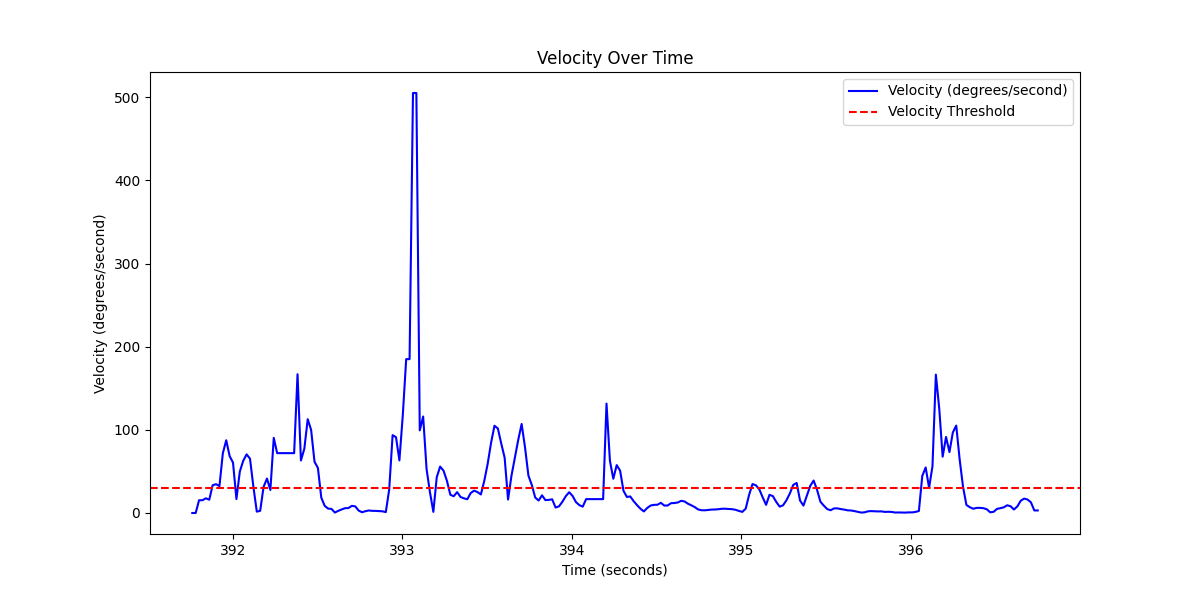 Velocity Over Time
Velocity (degrees/second)
Velocity Threshold
500
400
300
200
100
0
Velocity (degrees/second)
392
393
394
395
396
Time (seconds)